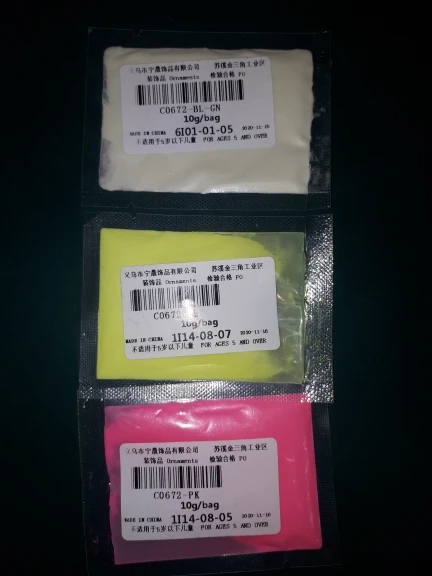 义乌市宁晨饰品有限公司 苏溪金三角工业区
装饰品 Ornaments 检验合格 PO
C0672-BL-GN
10g/bag
MADE IN CHINA 6I01-01-05 2020-11-16
不适用于5岁以下儿童 FOR AGES 5 AND OVER
义乌市宁晨饰品有限公司 苏溪金三角工业区
装饰品 Ornaments 检验合格 PO
C0672
10g/bag
MADE IN CHINA 1I14-08-07 2020-11-16
不适用于5岁以下儿童 FOR AGES 5 AND OVER
义乌市宁晨饰品有限公司 苏溪金三角工业区
装饰品 Ornaments 检验合格 PO
C0672-PK
10g/bag
MADE IN CHINA 1I14-08-05 2020-11-16
不适用于5岁以下儿童 FOR AGES 5 AND OVER